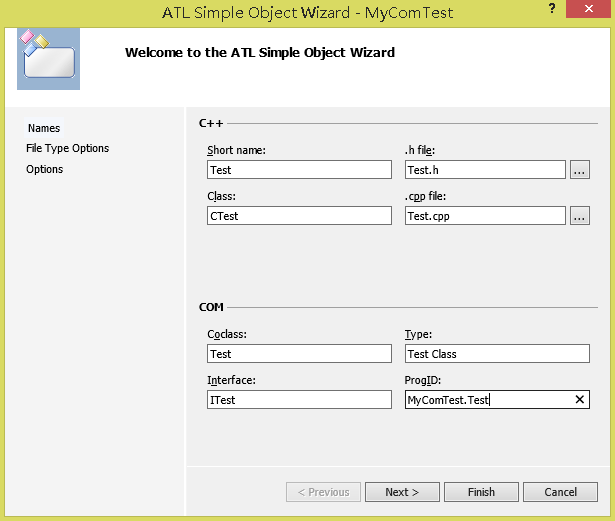 ATL Simple Object Wizard - MyComTest
? ✕
Welcome to the ATL Simple Object Wizard
Names
File Type Options
Options
C++
Short name:
Test
.h file:
Test.h
...
Class:
CTest
.cpp file:
Test.cpp
...
COM
Coclass:
Test
Type:
Test Class
Interface:
ITest
ProgID:
MyComTest.Test
✕
< Previous
Next >
Finish
Cancel